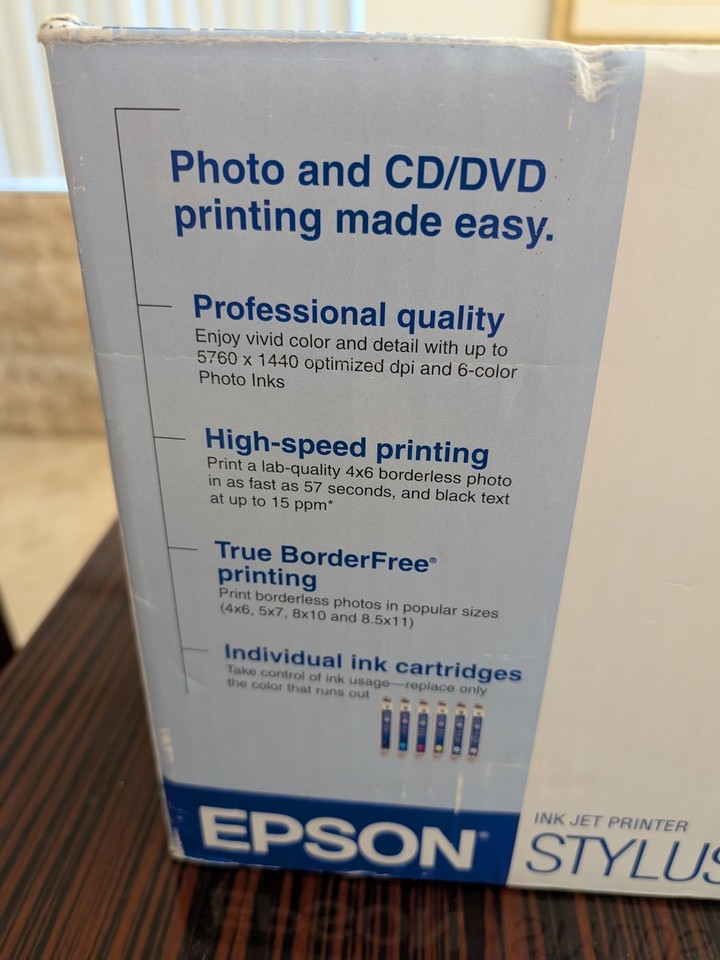 Photo and CD/DVD
printing made easy.
Professional quality
Enjoy vivid color and detail with up to
5760 x 1440 optimized dpi and 6-color
Photo Inks
High-speed printing
Print a lab-quality 4x6 borderless photo
in as fast as 57 seconds, and black text
at up to 15 ppm*
True BorderFree®
printing
Print borderless photos in popular sizes
(4x6, 5x7, 8x10 and 8.5x11)
Individual ink cartridges
Take control of ink usage—replace only
the color that runs out
EPSON®
INK JET PRINTER
STYLUS